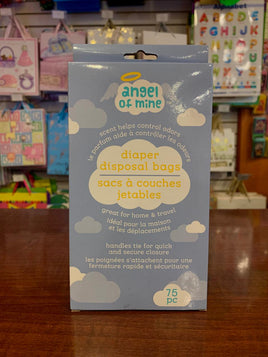 Alphabet
angel
of mine
scent helps control odors
le parfum aide à contrôler les odeurs
diaper
disposal bags
sacs à couches
jetables
great for home & travel
idéal pour la maison
et les déplacements
handles tie for quick
and secure closure
les poignées s'attachent pour une
fermeture rapide et sécuritaire
75
pc